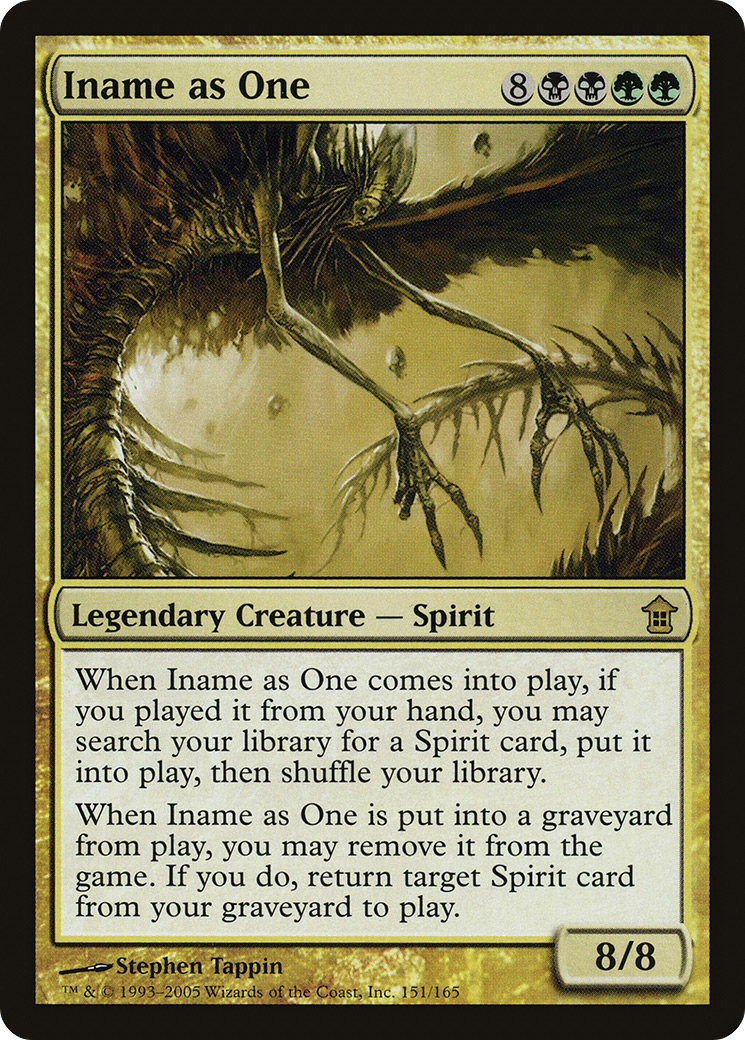 Iname as One 8
Legendary Creature — Spirit
When Iname as One comes into play, if
you played it from your hand, you may
search your library for a Spirit card, put it
into play, then shuffle your library.
When Iname as One is put into a graveyard
from play, you may remove it from the
game. If you do, return target Spirit card
from your graveyard to play.
8/8
Stephen Tappin
™ & © 1993–2005 Wizards of the Coast, Inc. 151/165